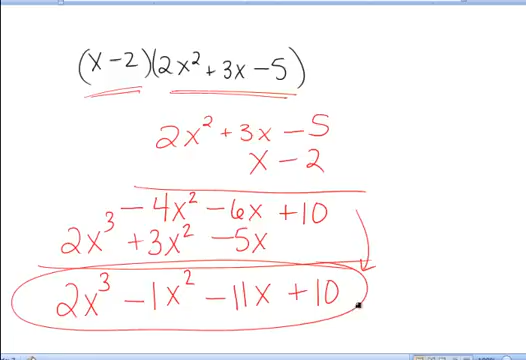 (x - 2)(2x² + 3x - 5)
2x² + 3x - 5
x - 2
- 4x² - 6x + 10
2x³ + 3x² - 5x
2x³ - 1x² - 11x + 10